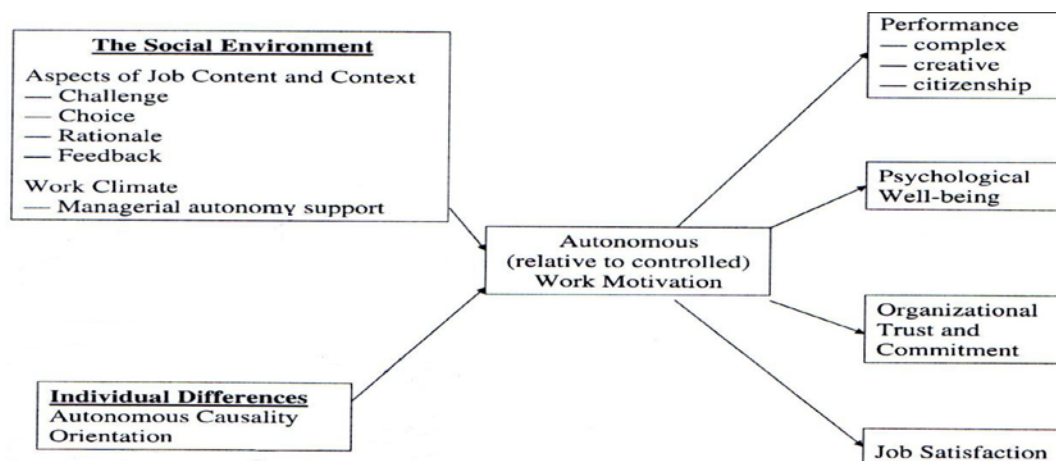 The Social Environment
Aspects of Job Content and Context
— Challenge
— Choice
— Rationale
— Feedback
Work Climate
— Managerial autonomy support
Individual Differences
Autonomous Causality
Orientation
Autonomous
(relative to controlled)
Work Motivation
Performance
— complex
— creative
— citizenship
Psychological
Well-being
Organizational
Trust and
Commitment
Job Satisfaction